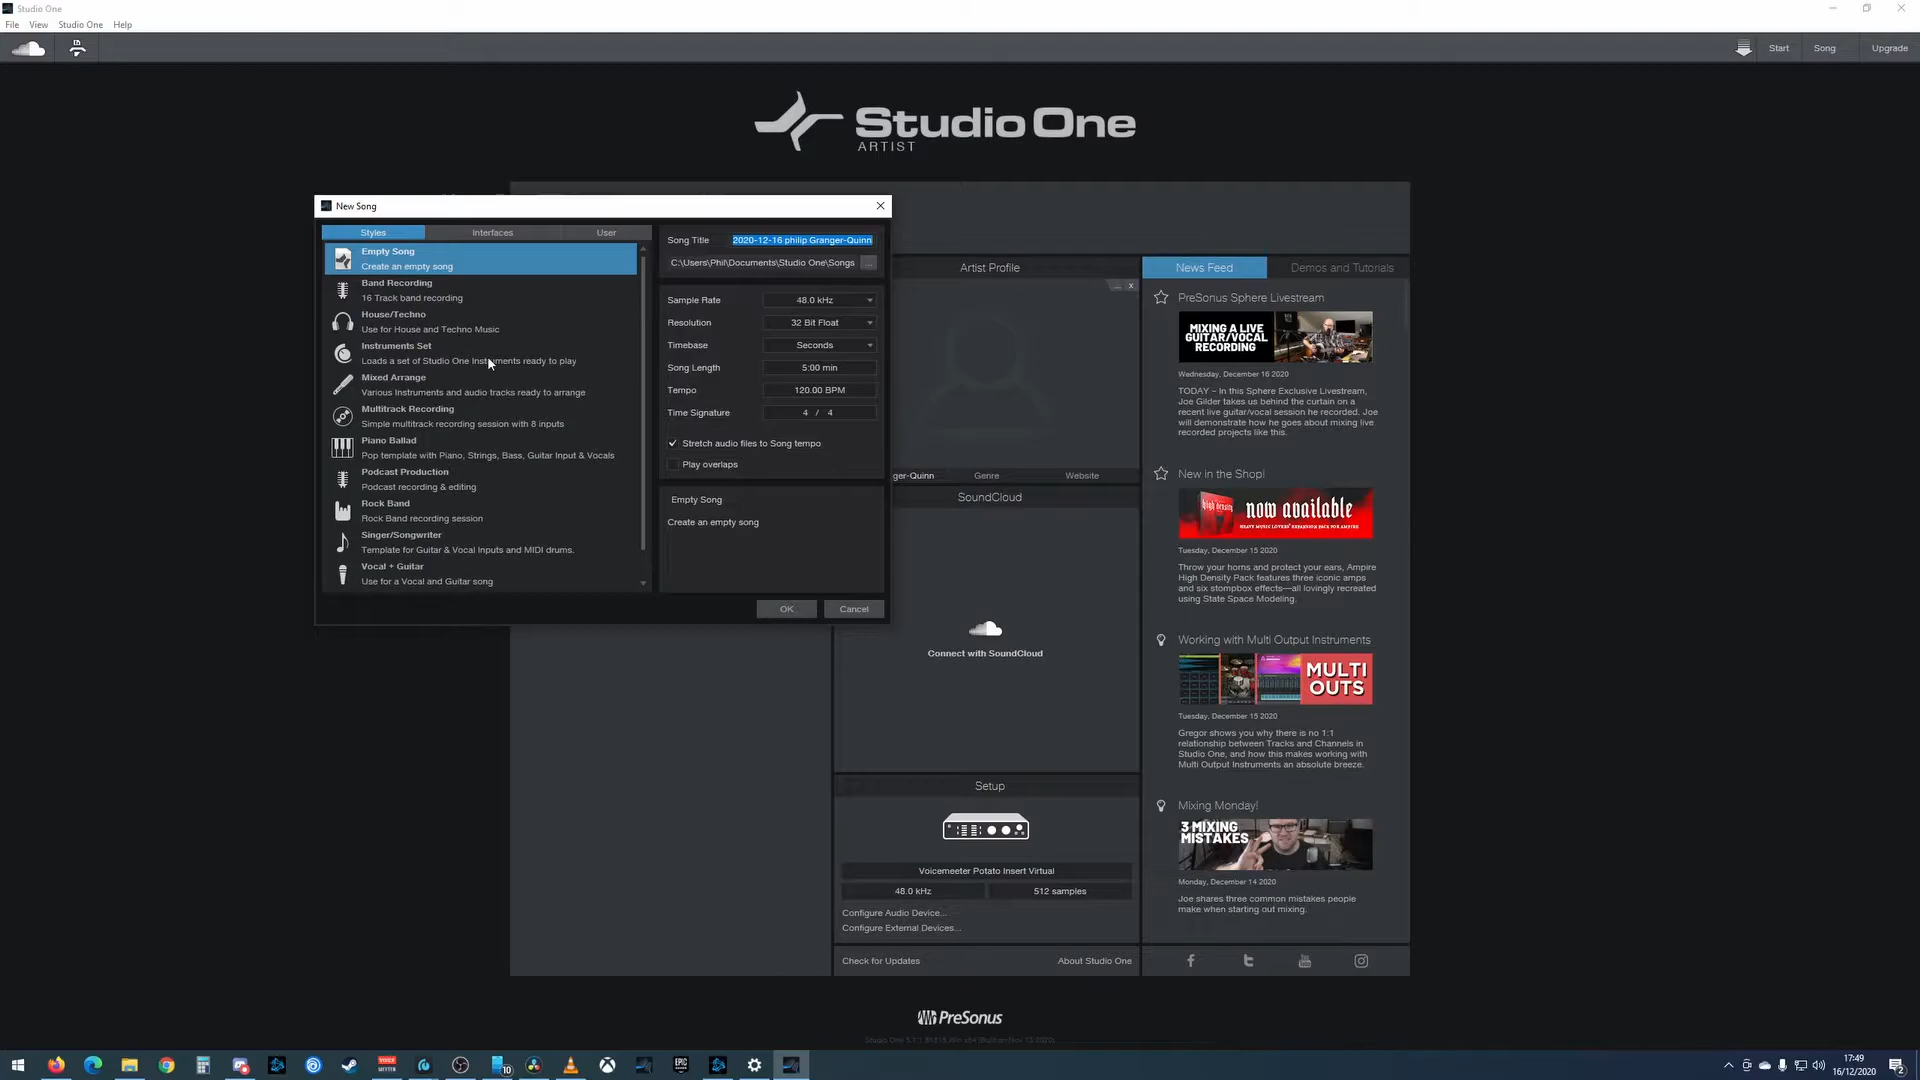 Studio One
File View Studio One Help
Start Song Upgrade
Studio One
ARTIST
New Song
Styles Interfaces User
Empty Song
Create an empty song
Band Recording
16 Track band recording
House/Techno
Use for House and Techno Music
Instruments Set
Loads a set of Studio One Instruments ready to play
Mixed Arrange
Various Instruments and audio tracks ready to arrange
Multitrack Recording
Simple multitrack recording session with 8 inputs
Piano Ballad
Pop template with Piano, Strings, Bass, Guitar Input & Vocals
Podcast Production
Podcast recording & editing
Rock Band
Rock Band recording session
Singer/Songwriter
Template for Guitar & Vocal Inputs and MIDI drums.
Vocal + Guitar
Use for a Vocal and Guitar song
Song Title 2020-12-16 philip Granger-Quinn
C:\Users\Phil\Documents\Studio One\Songs ...
Sample Rate 48.0 kHz
Resolution 32 Bit Float
Timebase Seconds
Song Length 5:00 min
Tempo 120.00 BPM
Time Signature 4 / 4
Stretch audio files to Song tempo
Play overlaps
Empty Song
Create an empty song
OK Cancel
Artist Profile
... x
ger-Quinn Genre Website
SoundCloud
Connect with SoundCloud
Setup
Voicemeeter Potato Insert Virtual
48.0 kHz 512 samples
Configure Audio Device...
Configure External Devices...
Check for Updates About Studio One
News Feed Demos and Tutorials
PreSonus Sphere Livestream
MIXING A LIVE
GUITAR/VOCAL
RECORDING
Wednesday, December 16 2020
TODAY – In this Sphere Exclusive Livestream,
Joe Gilder takes us behind the curtain on a
recent live guitar/vocal session he recorded. Joe
will demonstrate how he goes about mixing live
recorded projects like this.
New in the Shop!
high density
now available
HEAVY MUSIC LOVERS' EXPANSION PACK FOR AMPIRE
Tuesday, December 15 2020
Throw your horns and protect your ears, Ampire
High Density Pack features three iconic amps
and six stompbox effects—all lovingly recreated
using State Space Modeling.
Working with Multi Output Instruments
MULTI
OUTS
Tuesday, December 15 2020
Gregor shows you why there is no 1:1
relationship between Tracks and Channels in
Studio One, and how this makes working with
Multi Output Instruments an absolute breeze.
Mixing Monday!
3 MIXING
MISTAKES
Monday, December 14 2020
Joe shares three common mistakes people
make when starting out mixing.
PreSonus
10
EPIC
17:49
16/12/2020
2